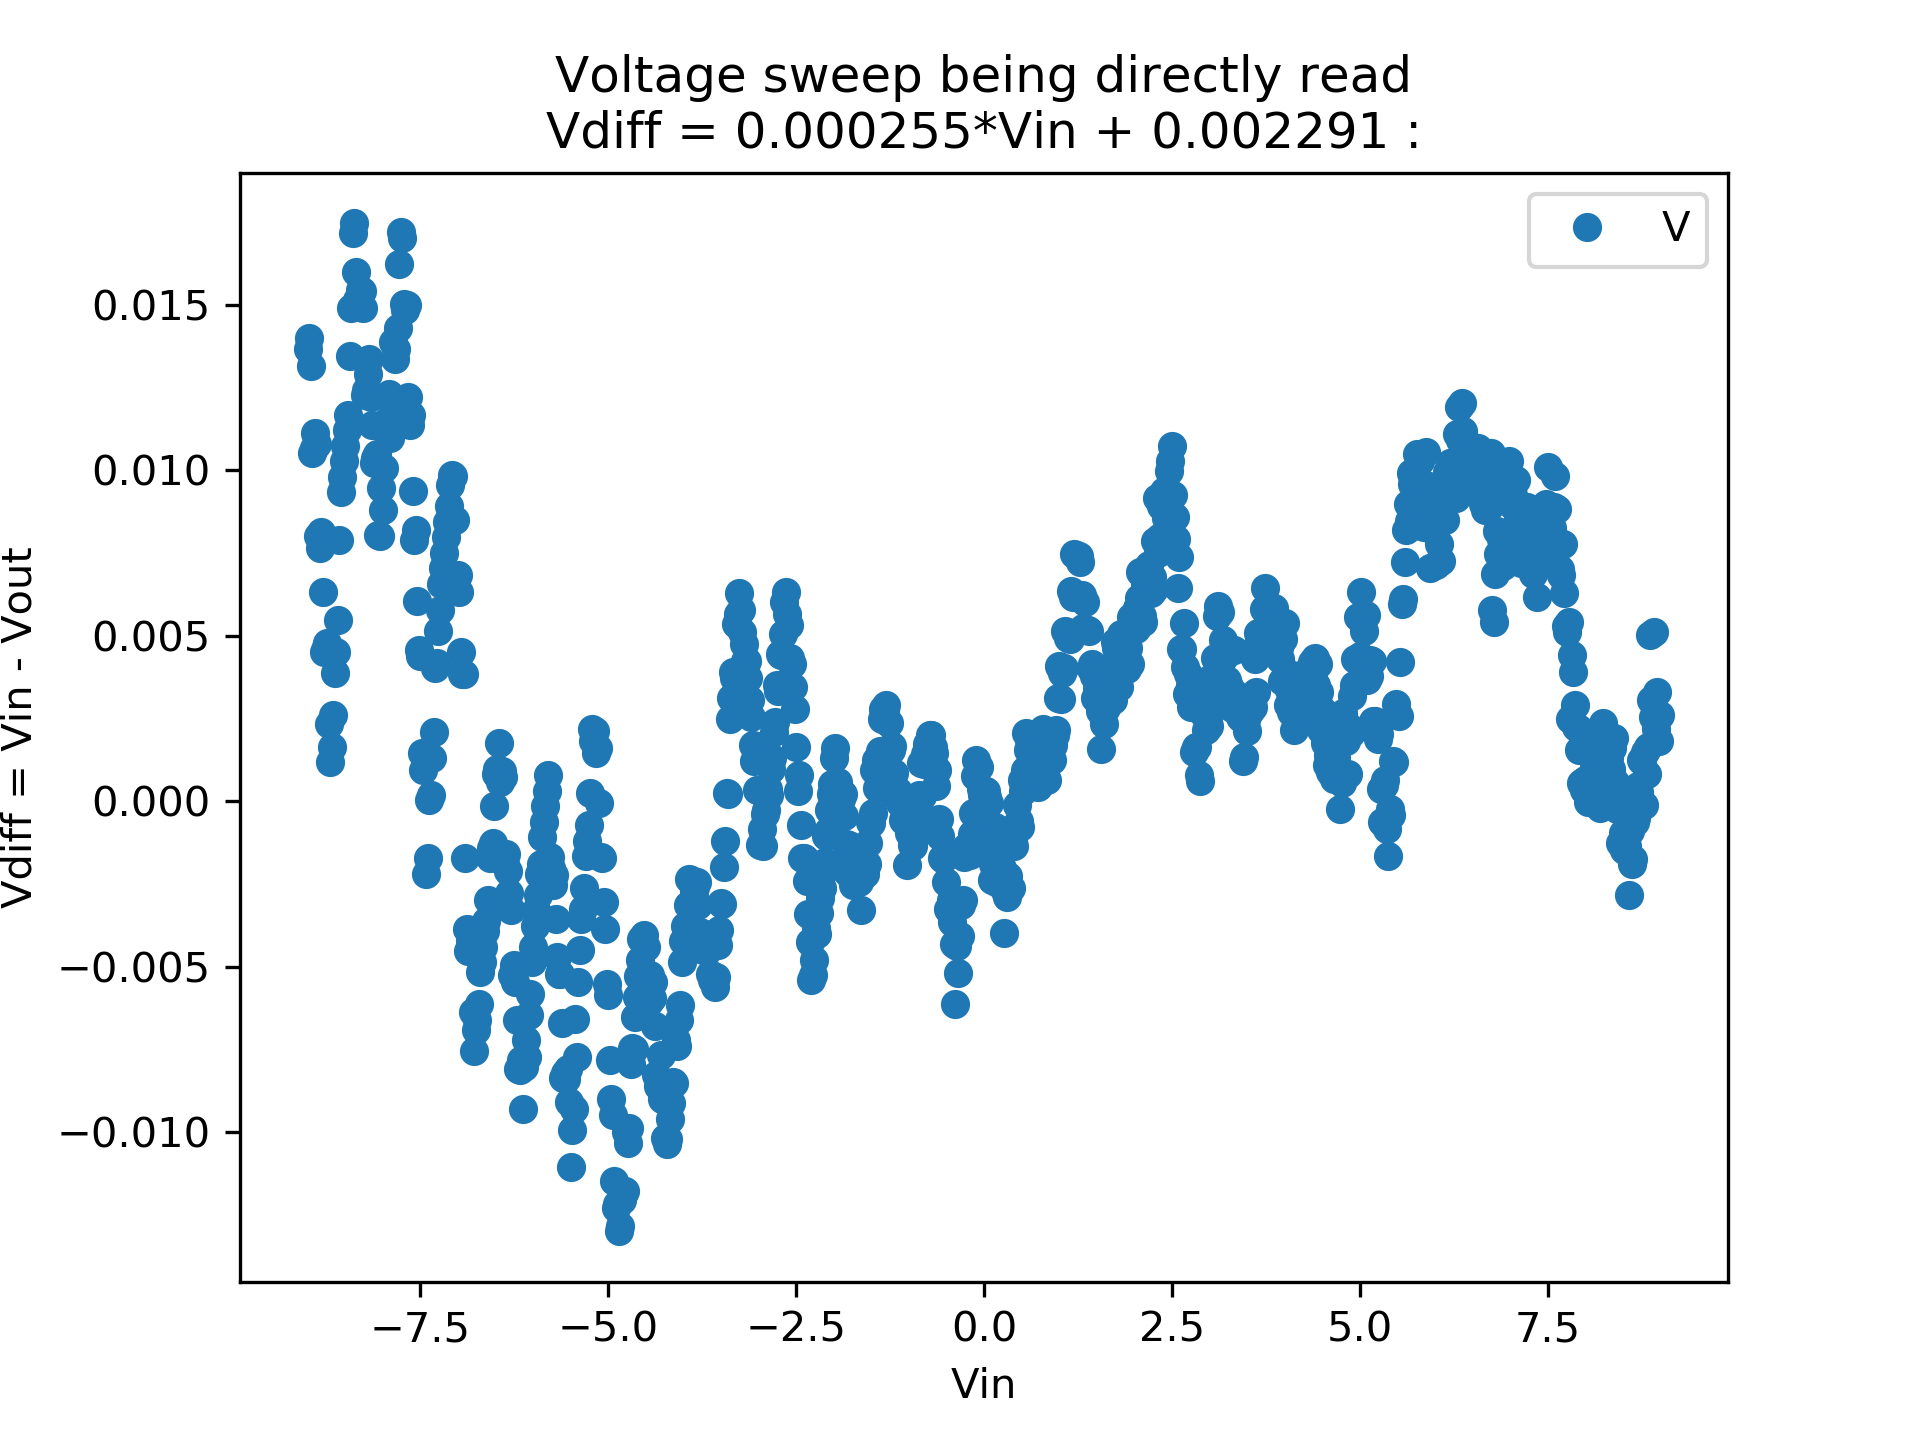 Voltage sweep being directly read
Vdiff = 0.000255*Vin + 0.002291 :
V
0.015
0.010
0.005
0.000
−0.005
−0.010
Vdiff = Vin - Vout
−7.5 −5.0 −2.5 0.0 2.5 5.0 7.5
Vin